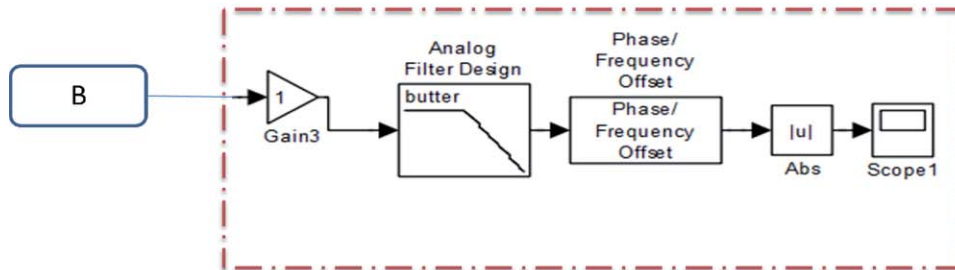 B
1
Gain3
Analog
Filter Design
butter
Phase/
Frequency
Offset
Phase/
Frequency
Offset
|u|
Abs
Scope1